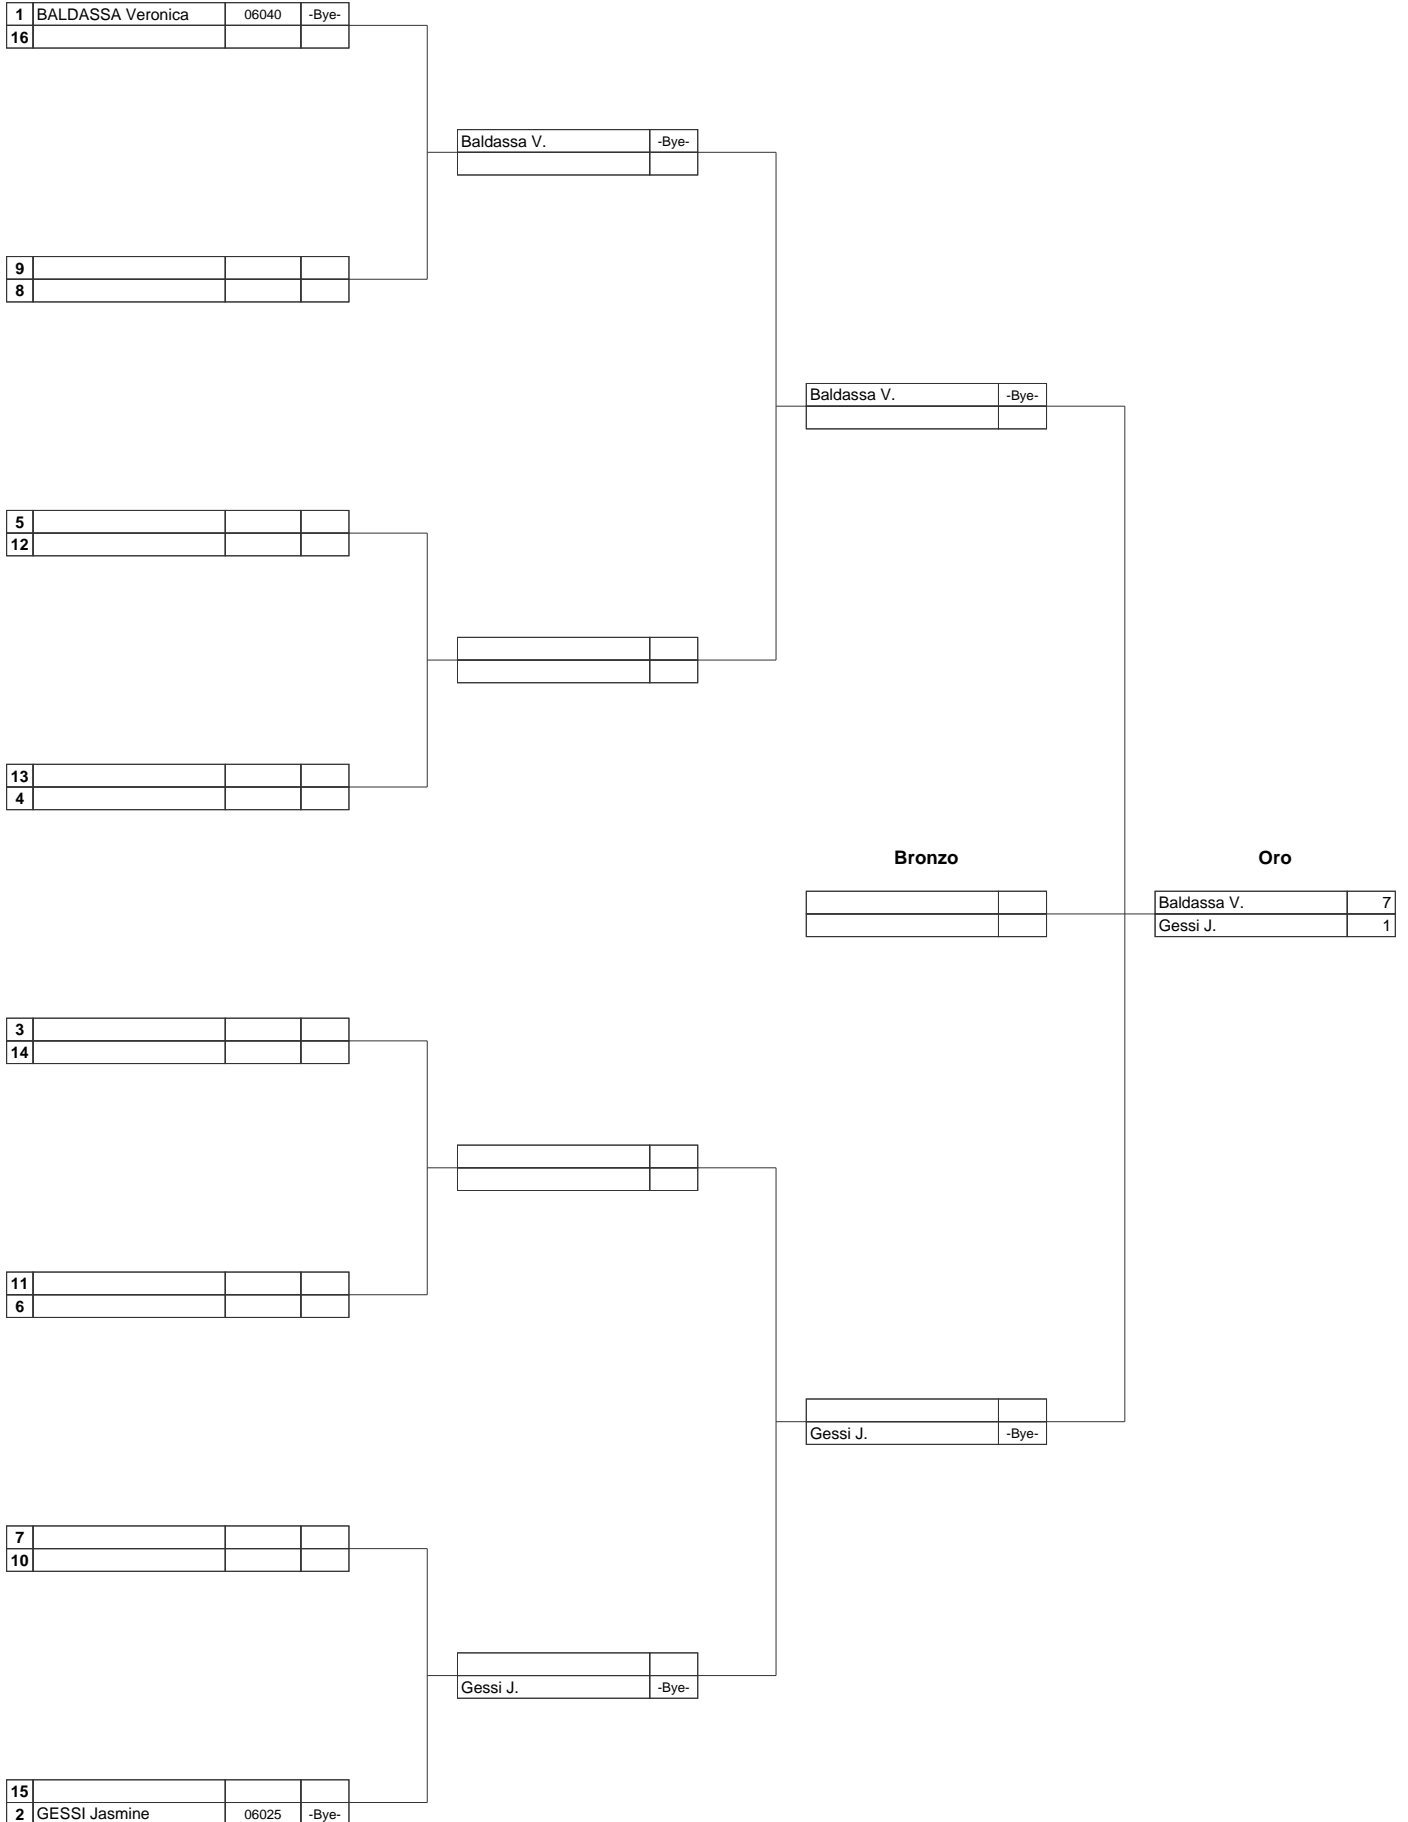 1 BALDASSA Veronica 06040 -Bye-
16
Baldassa V. -Bye-
9
8
Baldassa V. -Bye-
5
12
13
4
Bronzo Oro
Baldassa V. 7
Gessi J. 1
3
14
11
6
Gessi J. -Bye-
7
10
Gessi J. -Bye-
15
2 GESSI Jasmine 06025 -Bye-